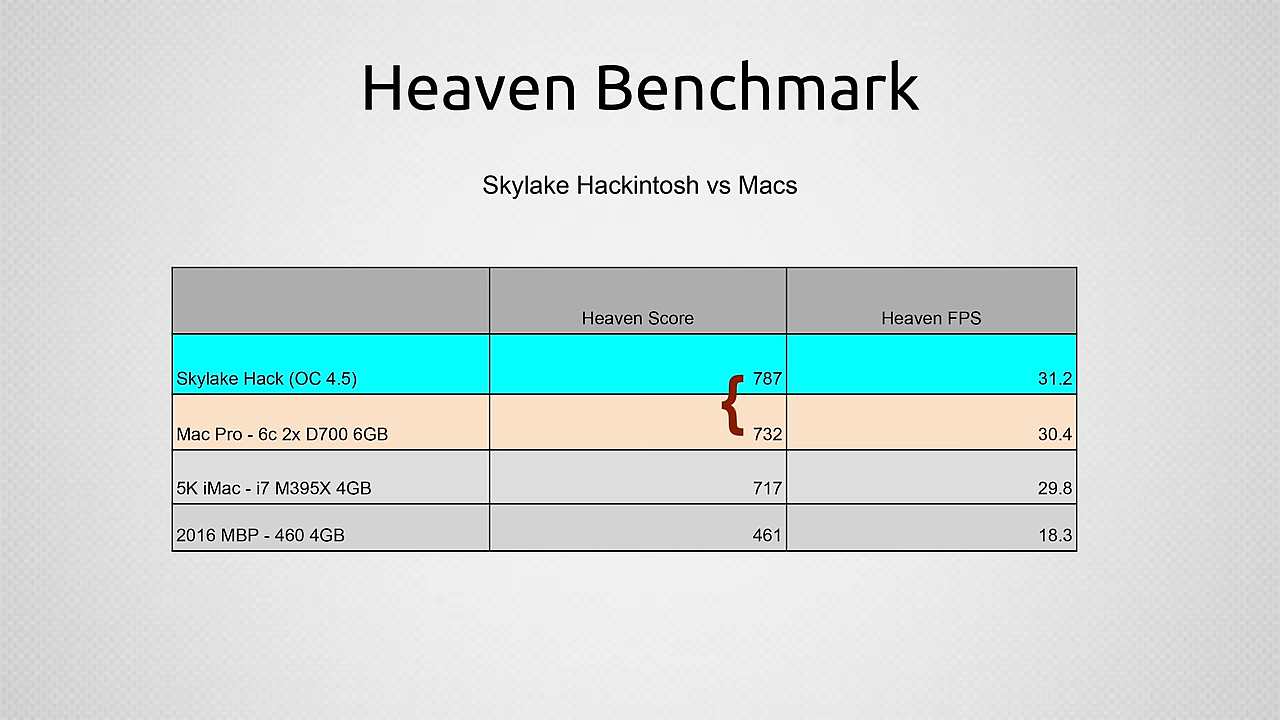 Heaven Benchmark
Skylake Hackintosh vs Macs
Heaven Score Heaven FPS
Skylake Hack (OC 4.5) 787 31.2
{
Mac Pro - 6c 2x D700 6GB 732 30.4
5K iMac - i7 M395X 4GB 717 29.8
2016 MBP - 460 4GB 461 18.3